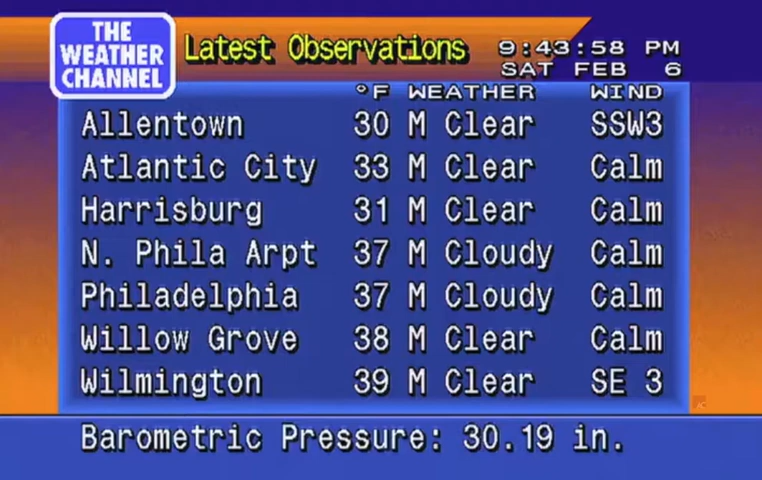 THE
WEATHER
CHANNEL
Latest Observations
9:43:58 PM
SAT FEB 6
°F WEATHER WIND
Allentown 30 M Clear SSW3
Atlantic City 33 M Clear Calm
Harrisburg 31 M Clear Calm
N. Phila Arpt 37 M Cloudy Calm
Philadelphia 37 M Cloudy Calm
Willow Grove 38 M Clear Calm
Wilmington 39 M Clear SE 3
Barometric Pressure: 30.19 in.